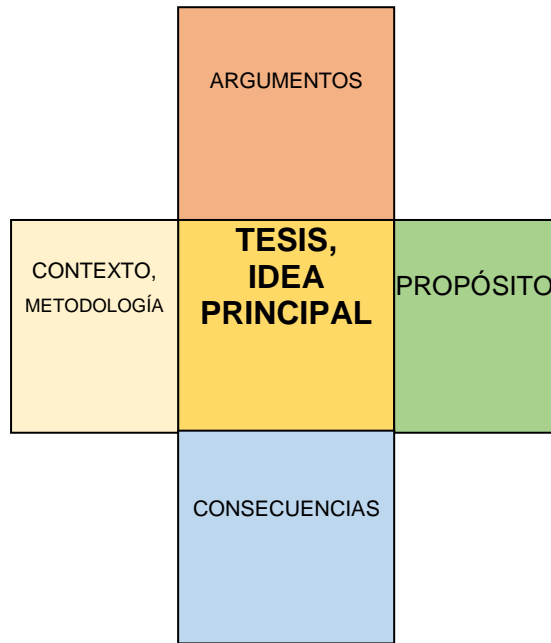 ARGUMENTOS
TESIS,
IDEA
PRINCIPAL
CONTEXTO,
METODOLOGÍA
PROPÓSITO
CONSECUENCIAS